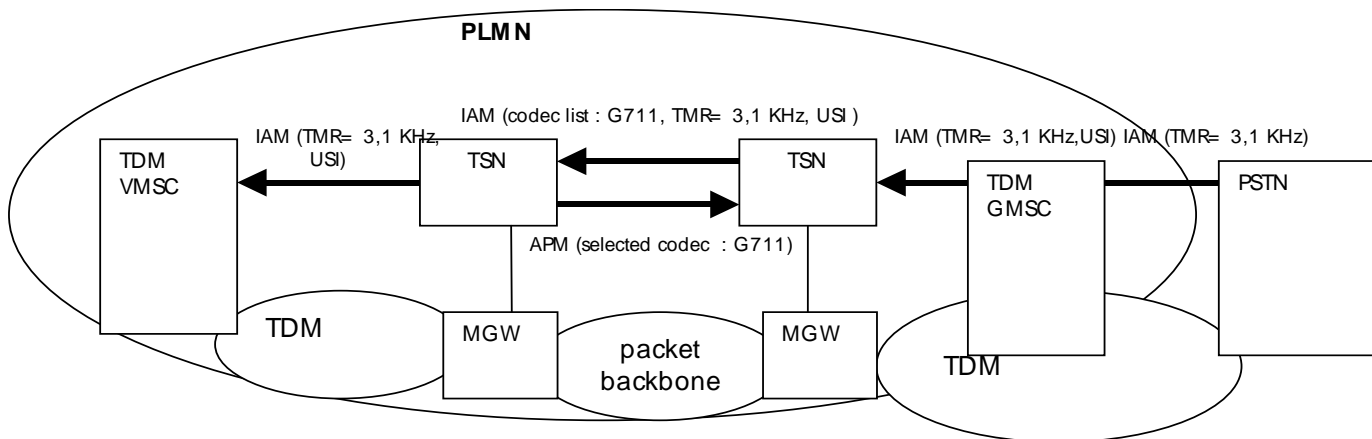 PLMN
IAM (codec list : G711, TMR= 3,1 KHz, USI )
IAM (TMR= 3,1 KHz,
USI)
IAM (TMR= 3,1 KHz,USI) IAM (TMR= 3,1 KHz)
TDM
VMSC
TSN
TSN
TDM
GMSC
PSTN
APM (selected codec : G711)
TDM
MGW
packet
backbone
MGW
TDM